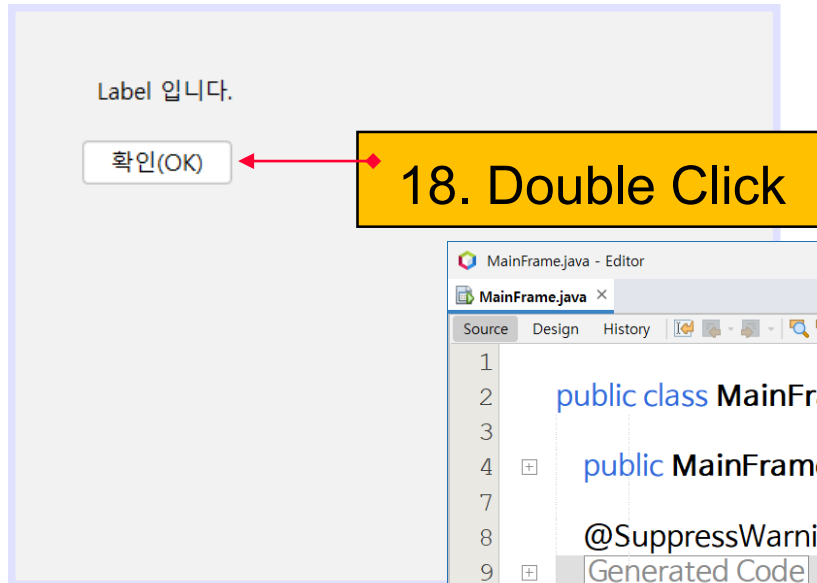 Label 입니다.
확인(OK)
18. Double Click
MainFrame.java - Editor
MainFrame.java ×
Source Design History
1
2 public class MainFra
3
4 public MainFrame
7
8 @SuppressWarni
9 Generated Code